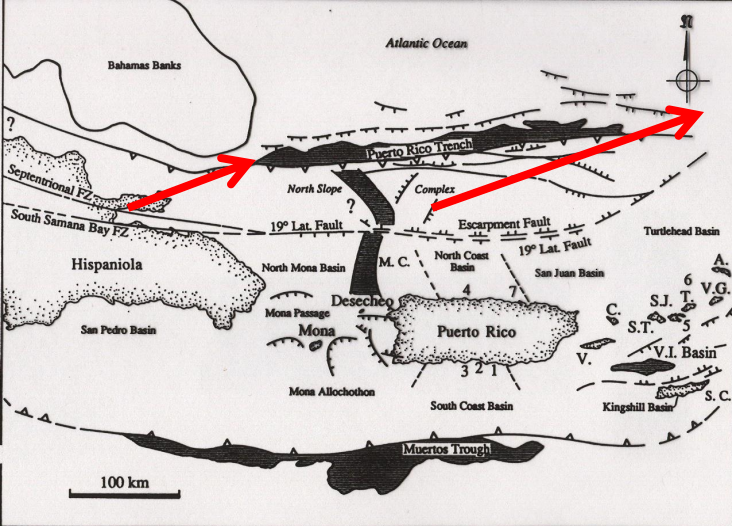 Atlantic Ocean
N
Bahamas Banks
?
Puerto Rico Trench
Septentrional FZ
North Slope
Complex
?
South Samana Bay FZ
19° Lat. Fault
Escarpment Fault
19° Lat. Fault
Turtlehead Basin
Hispaniola
North Mona Basin
M. C.
North Coast
Basin
San Juan Basin
A.
4
7
6
Desecheo
T.
V.G.
S.J.
Mona Passage
C.
San Pedro Basin
Mona
Puerto Rico
S.T.
5
V.
V.I. Basin
3 2 1
Mona Allochothon
South Coast Basin
Kingshill Basin
S. C.
Muertos Trough
100 km